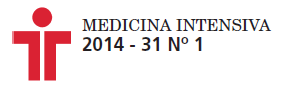 MEDICINA INTENSIVA
2014 - 31 Nº 1